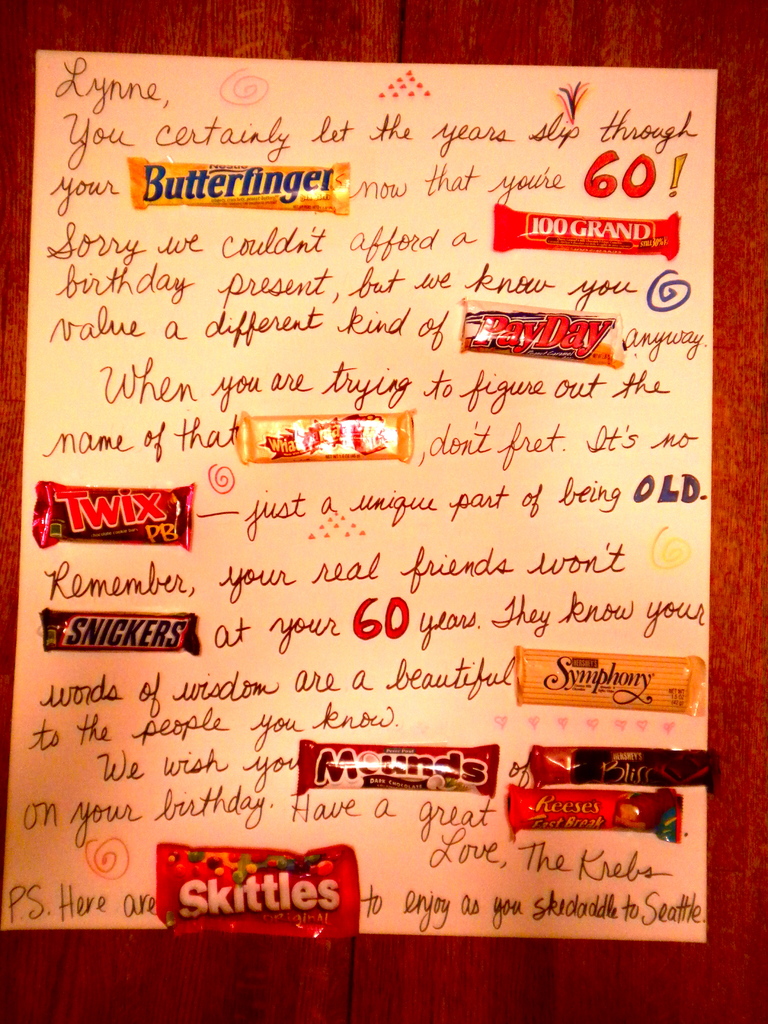 Lynne,
You certainly let the years slip through
your Nestle Butterfinger s now that you're 60!
Sorry we couldn't afford a 100 GRAND
birthday present, but we know you
value a different kind of PayDay anyway.
When you are trying to figure out the
name of that Whatchamacallit, don't fret. It's no
TWIX PB — just a unique part of being OLD.
Remember, your real friends won't
SNICKERS at your 60 years. They know your
words of wisdom are a beautiful HERSHEY'S Symphony
to the people you know.
We wish you Peter Paul Mounds DARK CHOCOLATE of HERSHEY'S Bliss
on your birthday. Have a great Reese's Fast Break.
Love, The Krebs
P.S. Here are Skittles ORIGINAL to enjoy as you skedaddle to Seattle.